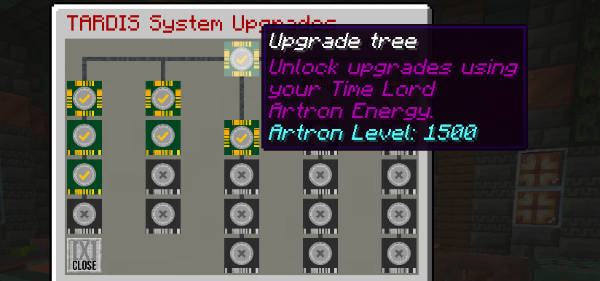 TARDIS System Upgrades
Upgrade tree
Unlock upgrades using
your Time Lord
Artron Energy.
Artron Level: 1500
CLOSE